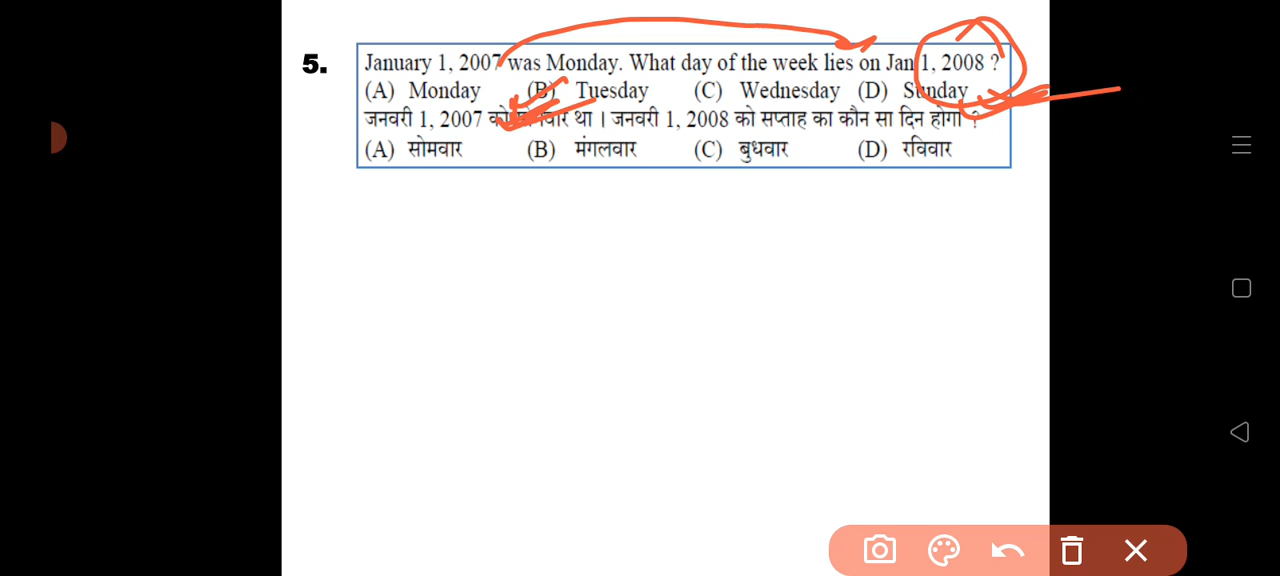 5. January 1, 2007 was Monday. What day of the week lies on Jan 1, 2008 ?
(A) Monday (B) Tuesday (C) Wednesday (D) Sunday
जनवरी 1, 2007 को था । जनवरी 1, 2008 को सप्ताह का कौन सा दिन होगा ?
(A) सोमवार (B) मंगलवार (C) बुधवार (D) रविवार